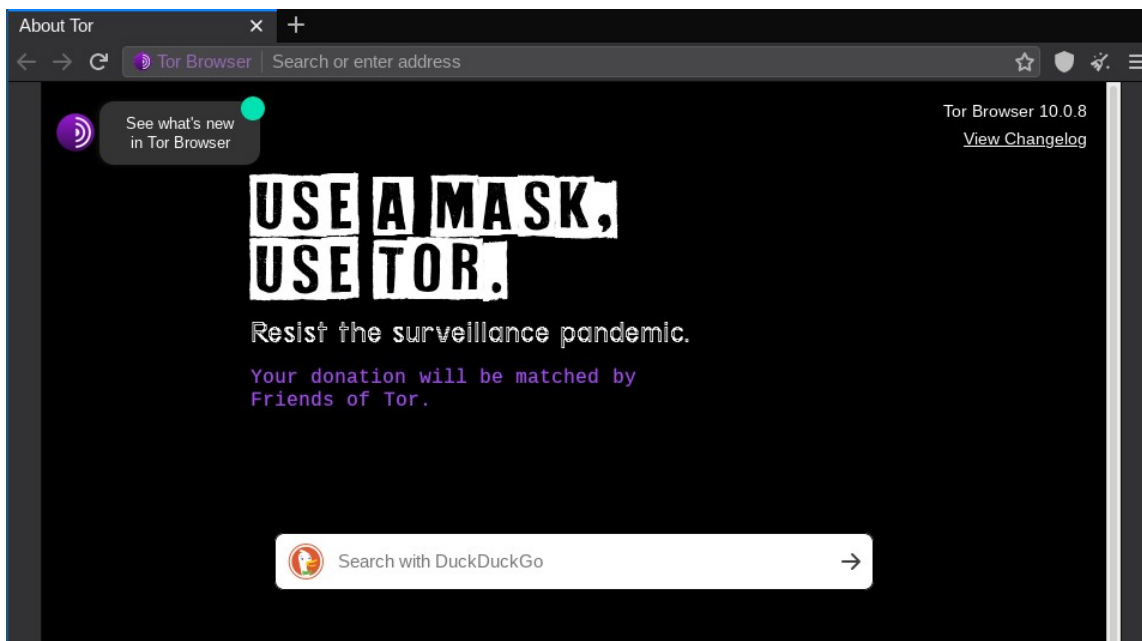 About Tor
Tor Browser Search or enter address
See what's new
in Tor Browser
Tor Browser 10.0.8
View Changelog
USE A MASK,
USE TOR.
Resist the surveillance pandemic.
Your donation will be matched by
Friends of Tor.
Search with DuckDuckGo